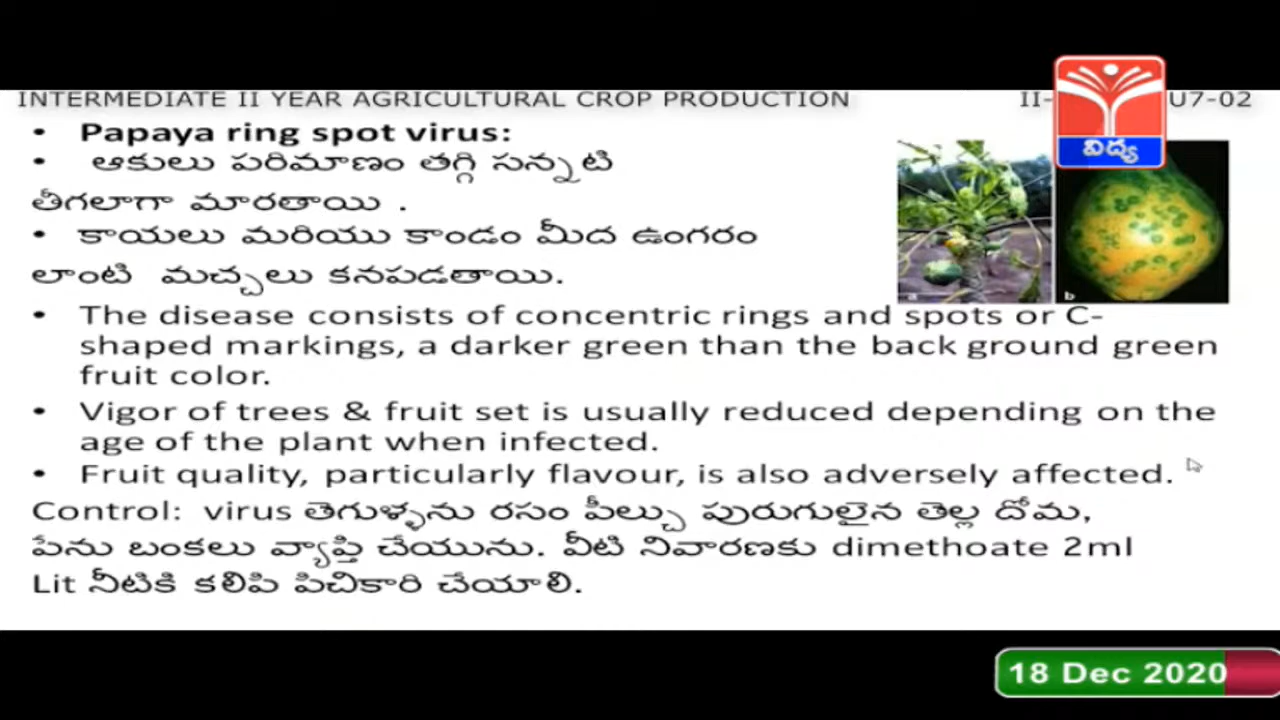 INTERMEDIATE II YEAR AGRICULTURAL CROP PRODUCTION II- U7-02
విద్య
• Papaya ring spot virus:
• ఆకులు పరిమాణం తగ్గి సన్నటి
తీగలాగా మారతాయి .
• కాయలు మరియు కాండం మీద ఉంగరం
లాంటి మచ్చలు కనపడతాయి.
a b
• The disease consists of concentric rings and spots or C-
shaped markings, a darker green than the back ground green
fruit color.
• Vigor of trees & fruit set is usually reduced depending on the
age of the plant when infected.
• Fruit quality, particularly flavour, is also adversely affected.
Control: virus తెగుళ్ళను రసం పీల్చు పురుగులైన తెల్ల దోమ,
పేను బంకలు వ్యాప్తి చేయును. వీటి నివారణకు dimethoate 2ml
Lit నీటికి కలిపి పిచికారి చేయాలి.
18 Dec 2020